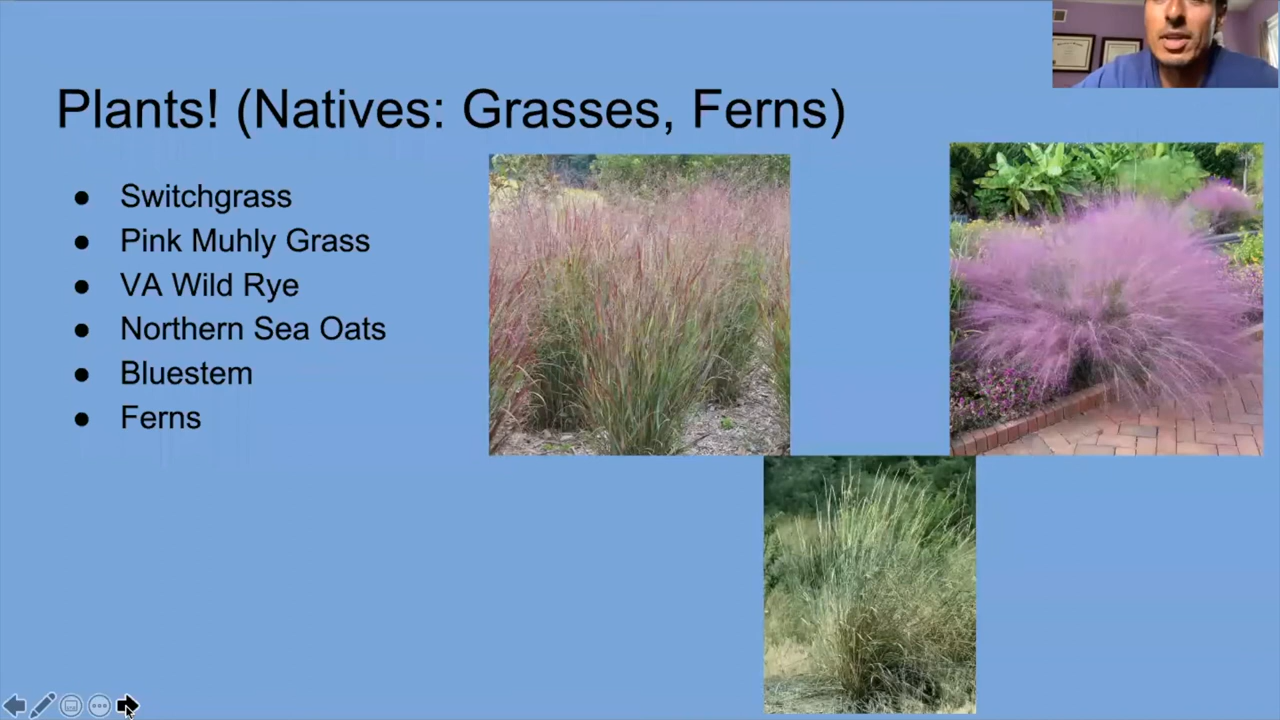 Plants! (Natives: Grasses, Ferns)
● Switchgrass
● Pink Muhly Grass
● VA Wild Rye
● Northern Sea Oats
● Bluestem
● Ferns